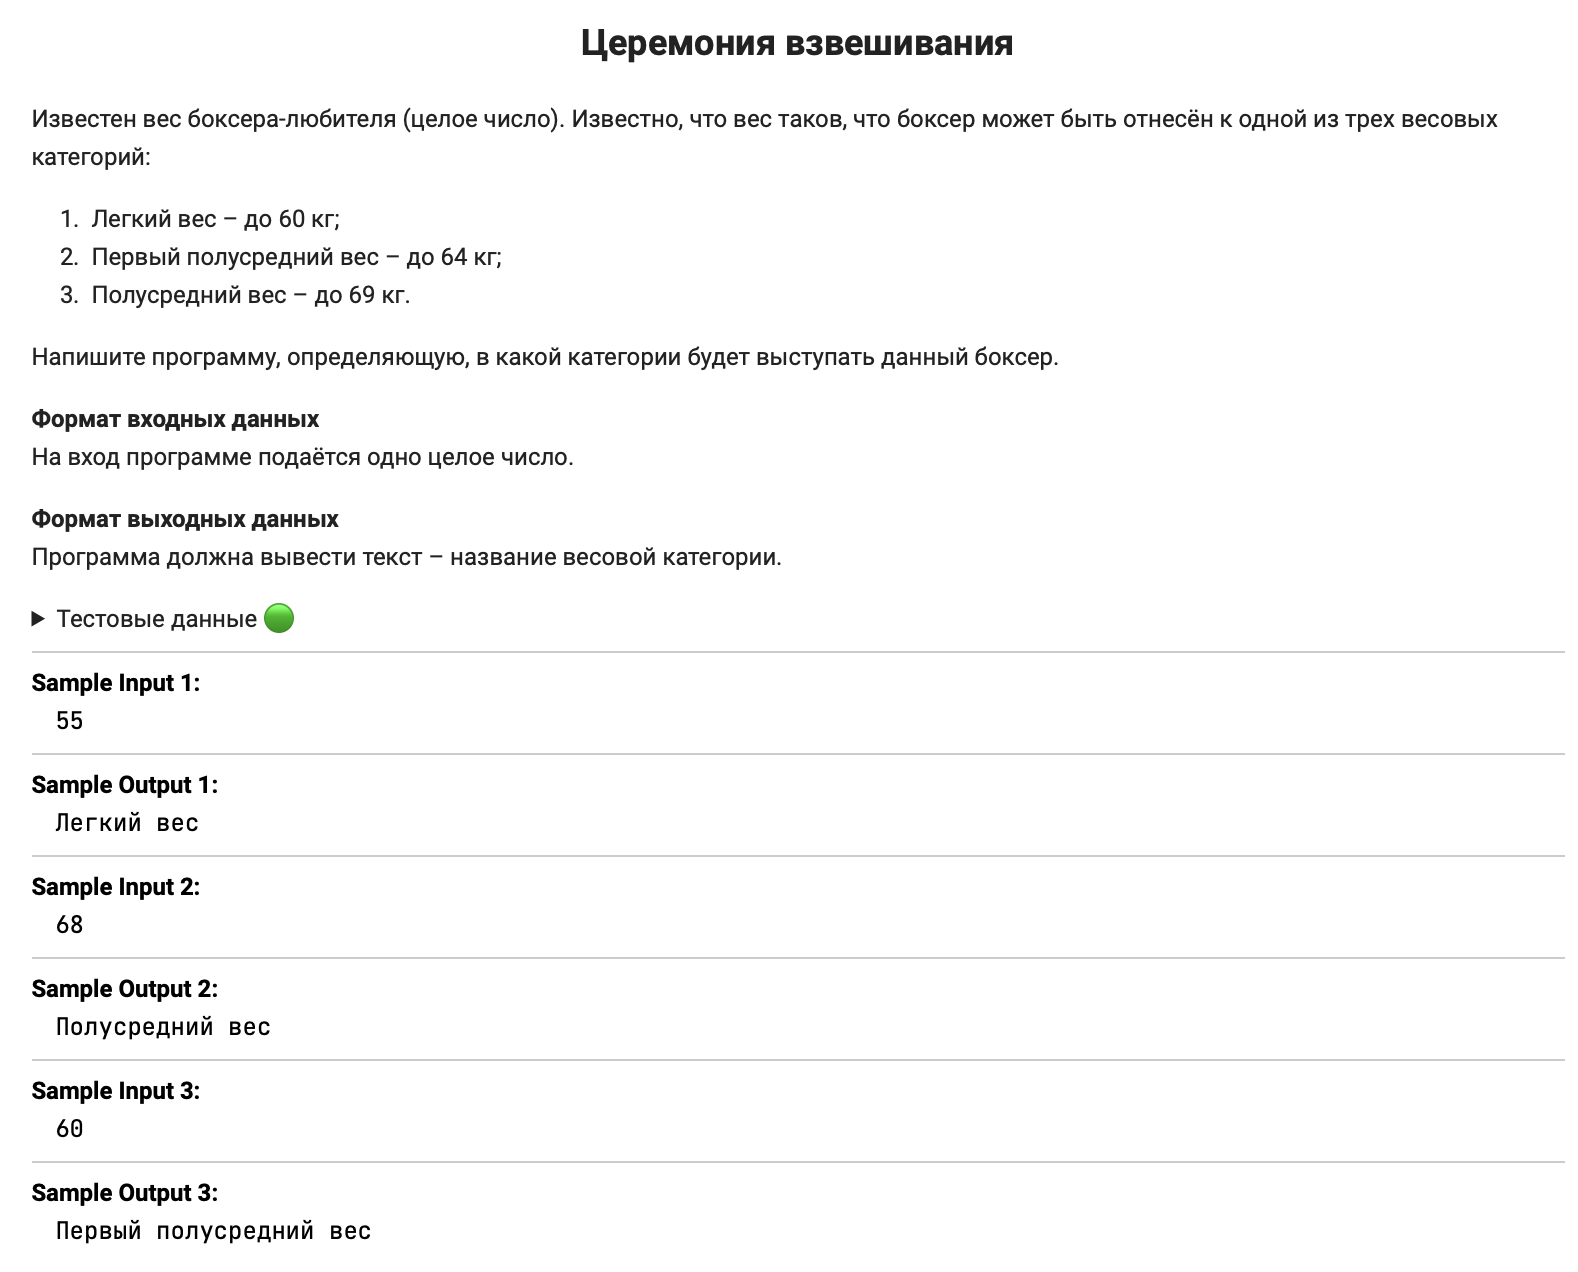 Церемония взвешивания
Известен вес боксера-любителя (целое число). Известно, что вес таков, что боксер может быть отнесён к одной из трех весовых
категорий:
1. Легкий вес – до 60 кг;
2. Первый полусредний вес – до 64 кг;
3. Полусредний вес – до 69 кг.
Напишите программу, определяющую, в какой категории будет выступать данный боксер.
Формат входных данных
На вход программе подаётся одно целое число.
Формат выходных данных
Программа должна вывести текст – название весовой категории.
Тестовые данные
Sample Input 1:
55
Sample Output 1:
Легкий вес
Sample Input 2:
68
Sample Output 2:
Полусредний вес
Sample Input 3:
60
Sample Output 3:
Первый полусредний вес